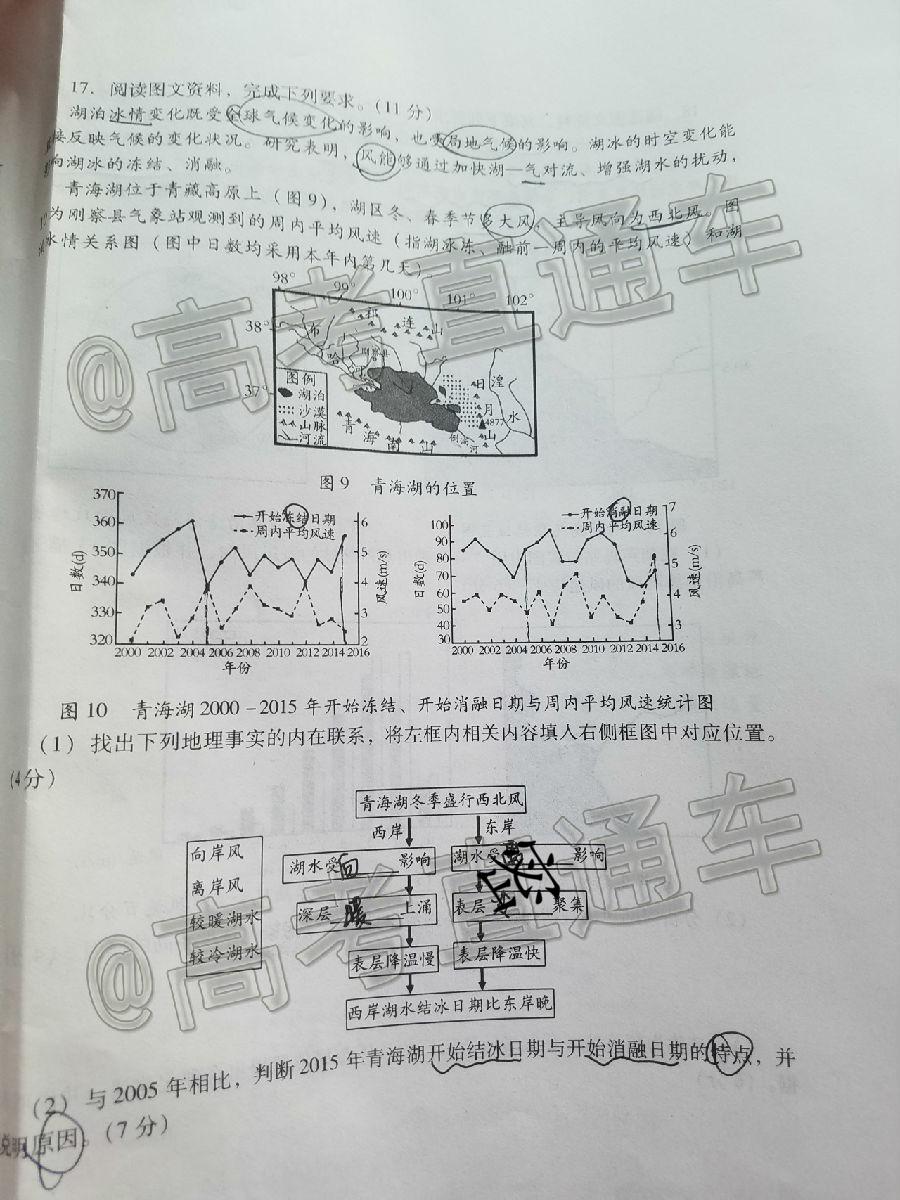 17. 阅读图文资料，完成下列要求。(11分)
湖泊冰情变化既受全球气候变化的影响，也受局地气候的影响。湖冰的时空变化能
接反映气候的变化状况。研究表明，风能够通过加快湖—气对流、增强湖水的扰动，
响湖冰的冻结、消融。
青海湖位于青藏高原上（图9），湖区冬、春季节多大风，主导风向为西北风。图
为刚察县气象站观测到的周内平均风速（指湖冰冻、融前一周内的平均风速）和湖
冰情关系图（图中日数均采用本年内第几天）
98° 99° 100° 101° 102°
38°
37°
祁 连 山
布 哈 河
刚察县
图例
湖泊
沙漠
山脉
河流
日 月 山
湟 水
4877
倒淌河
青 海 南 山
图9 青海湖的位置
370 360 350 340 330 320
日数(d)
开始冻结日期
周内平均风速
6 5 4 3 2
风速(m/s)
2000 2002 2004 2006 2008 2010 2012 2014 2016
年份
100 90 80 70 60 50 40 30
日数(d)
开始消融日期
周内平均风速
7 6 5 4 3
风速(m/s)
2000 2002 2004 2006 2008 2010 2012 2014 2016
年份
图10 青海湖2000－2015年开始冻结、开始消融日期与周内平均风速统计图
(1) 找出下列地理事实的内在联系，将左框内相关内容填入右侧框图中对应位置。
(4分)
青海湖冬季盛行西北风
西岸 东岸
向岸风
离岸风
较暖湖水
较冷湖水
湖水受向影响
湖水受影响
深层暖上涌
表层聚集
表层降温慢
表层降温快
西岸湖水结冰日期比东岸晚
(2) 与2005年相比，判断2015年青海湖开始结冰日期与开始消融日期的特点，并
说明原因。(7分)
@高考直通车
@高考直通车